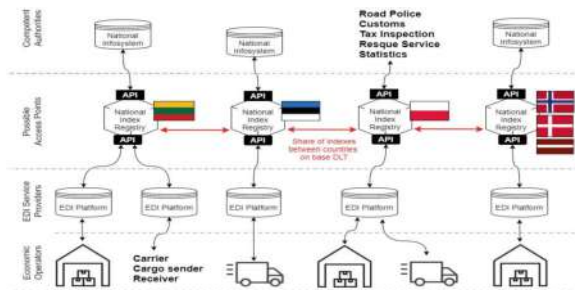 Competent
Authorities
National
Infosystem
National
Infosystem
Road Police
Customs
Tax Inspection
Resque Service
Statistics
National
Infosystem
Possible
Access Points
API
National
Index
Registry
API
API
National
Index
Registry
API
Share of indexes
between countries
on base DL?
API
National
Index
Registry
API
API
National
Index
Registry
API
EDI Service
Providers
EDI Platform
EDI Platform
EDI Platform
EDI Platform
EDI Platform
Economic
Operators
Carrier
Cargo sender
Receiver